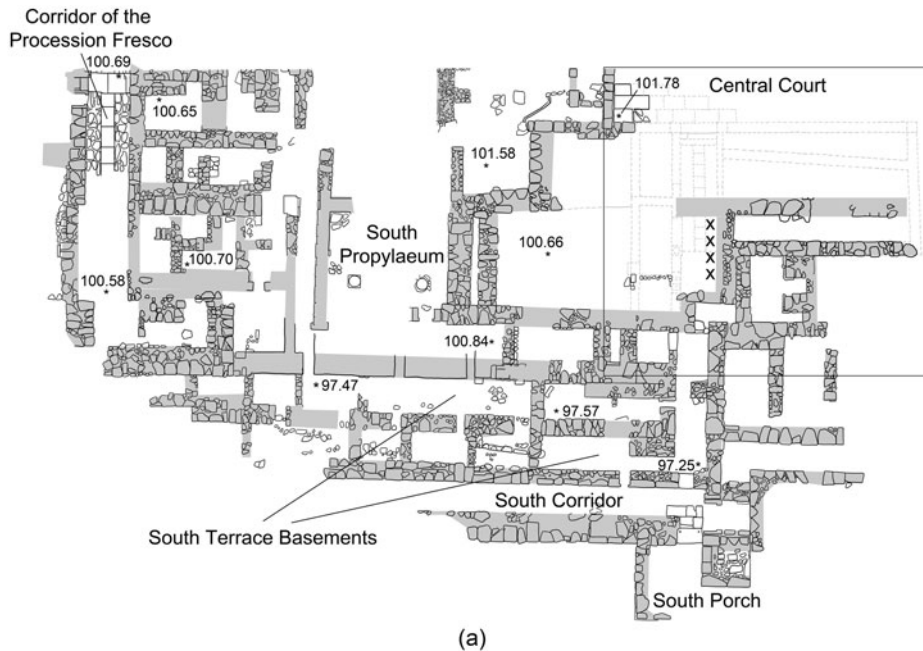 Corridor of the
Procession Fresco
100.69
100.65
101.78
Central Court
101.58
South
Propylaeum
100.66
X
X
X
X
100.70
100.58
100.84
97.47
97.57
97.25
South Corridor
South Terrace Basements
South Porch
(a)